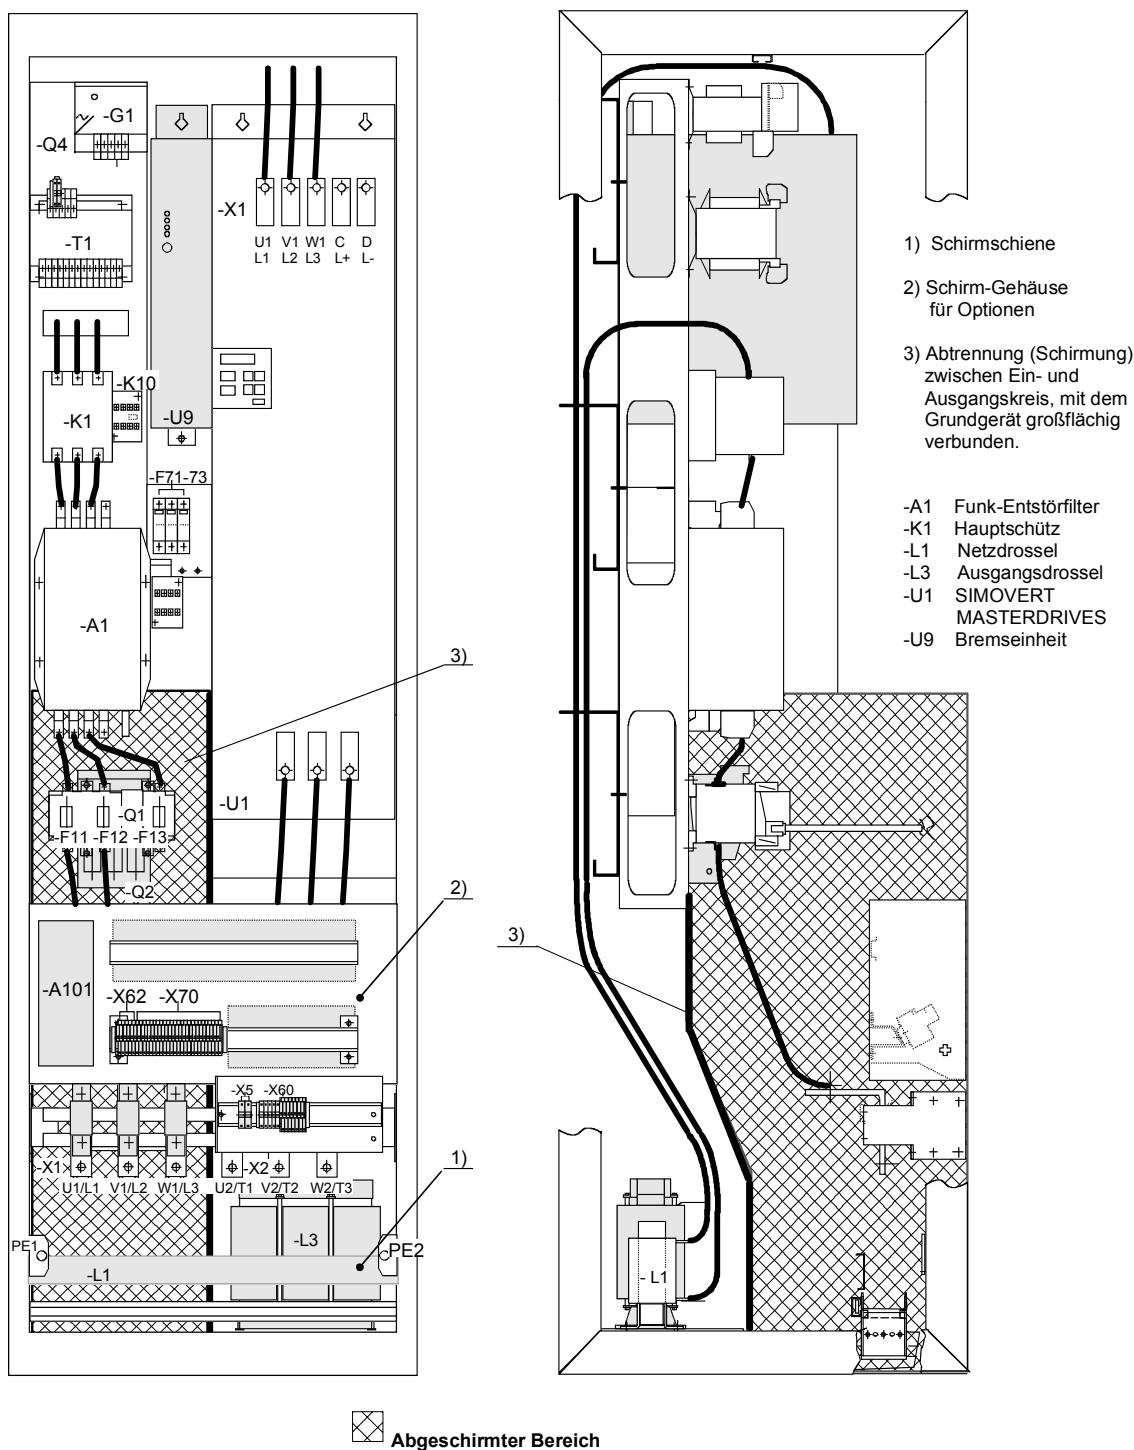 -G1
-Q4
-X1
-T1
U1 V1 W1 C D
L1 L2 L3 L+ L-
-K10
-K1
-U9
-F71-73
-A1
3)
-U1
-Q1
-F11 -F12 -F13
-Q2
2)
-A101
-X62 -X70
-X5 -X60
-X1
-X2
1)
U1/L1 V1/L2 W1/L3 U2/T1 V2/T2 W2/T3
-L3
PE1
PE2
-L1
3)
- L1
1) Schirmschiene
2) Schirm-Gehäuse
für Optionen
3) Abtrennung (Schirmung)
zwischen Ein- und
Ausgangskreis, mit dem
Grundgerät großflächig
verbunden.
-A1 Funk-Entstörfilter
-K1 Hauptschütz
-L1 Netzdrossel
-L3 Ausgangsdrossel
-U1 SIMOVERT
MASTERDRIVES
-U9 Bremseinheit
Abgeschirmter Bereich